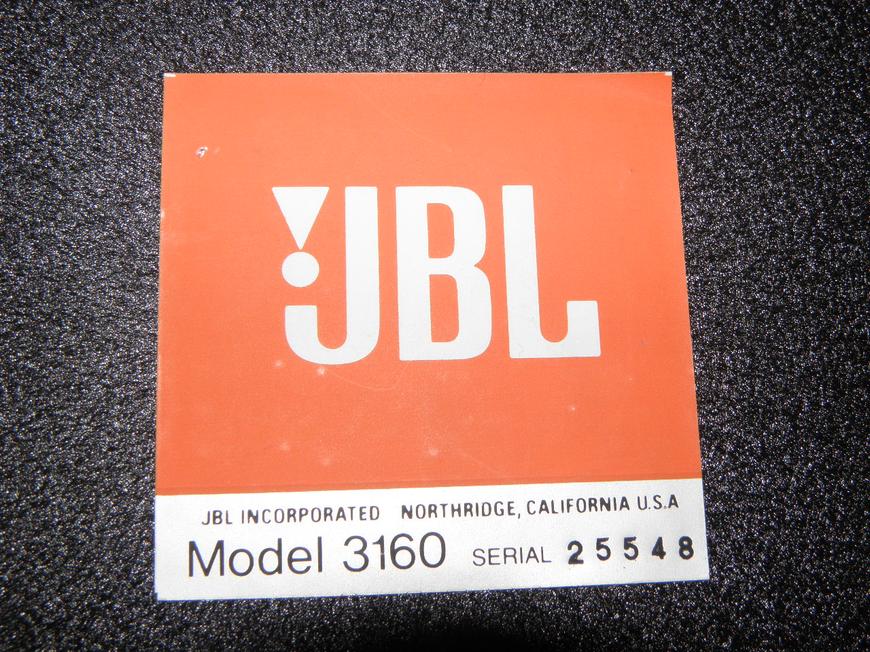 JBL
JBL INCORPORATED NORTHRIDGE, CALIFORNIA U.S.A
Model 3160 SERIAL 25548